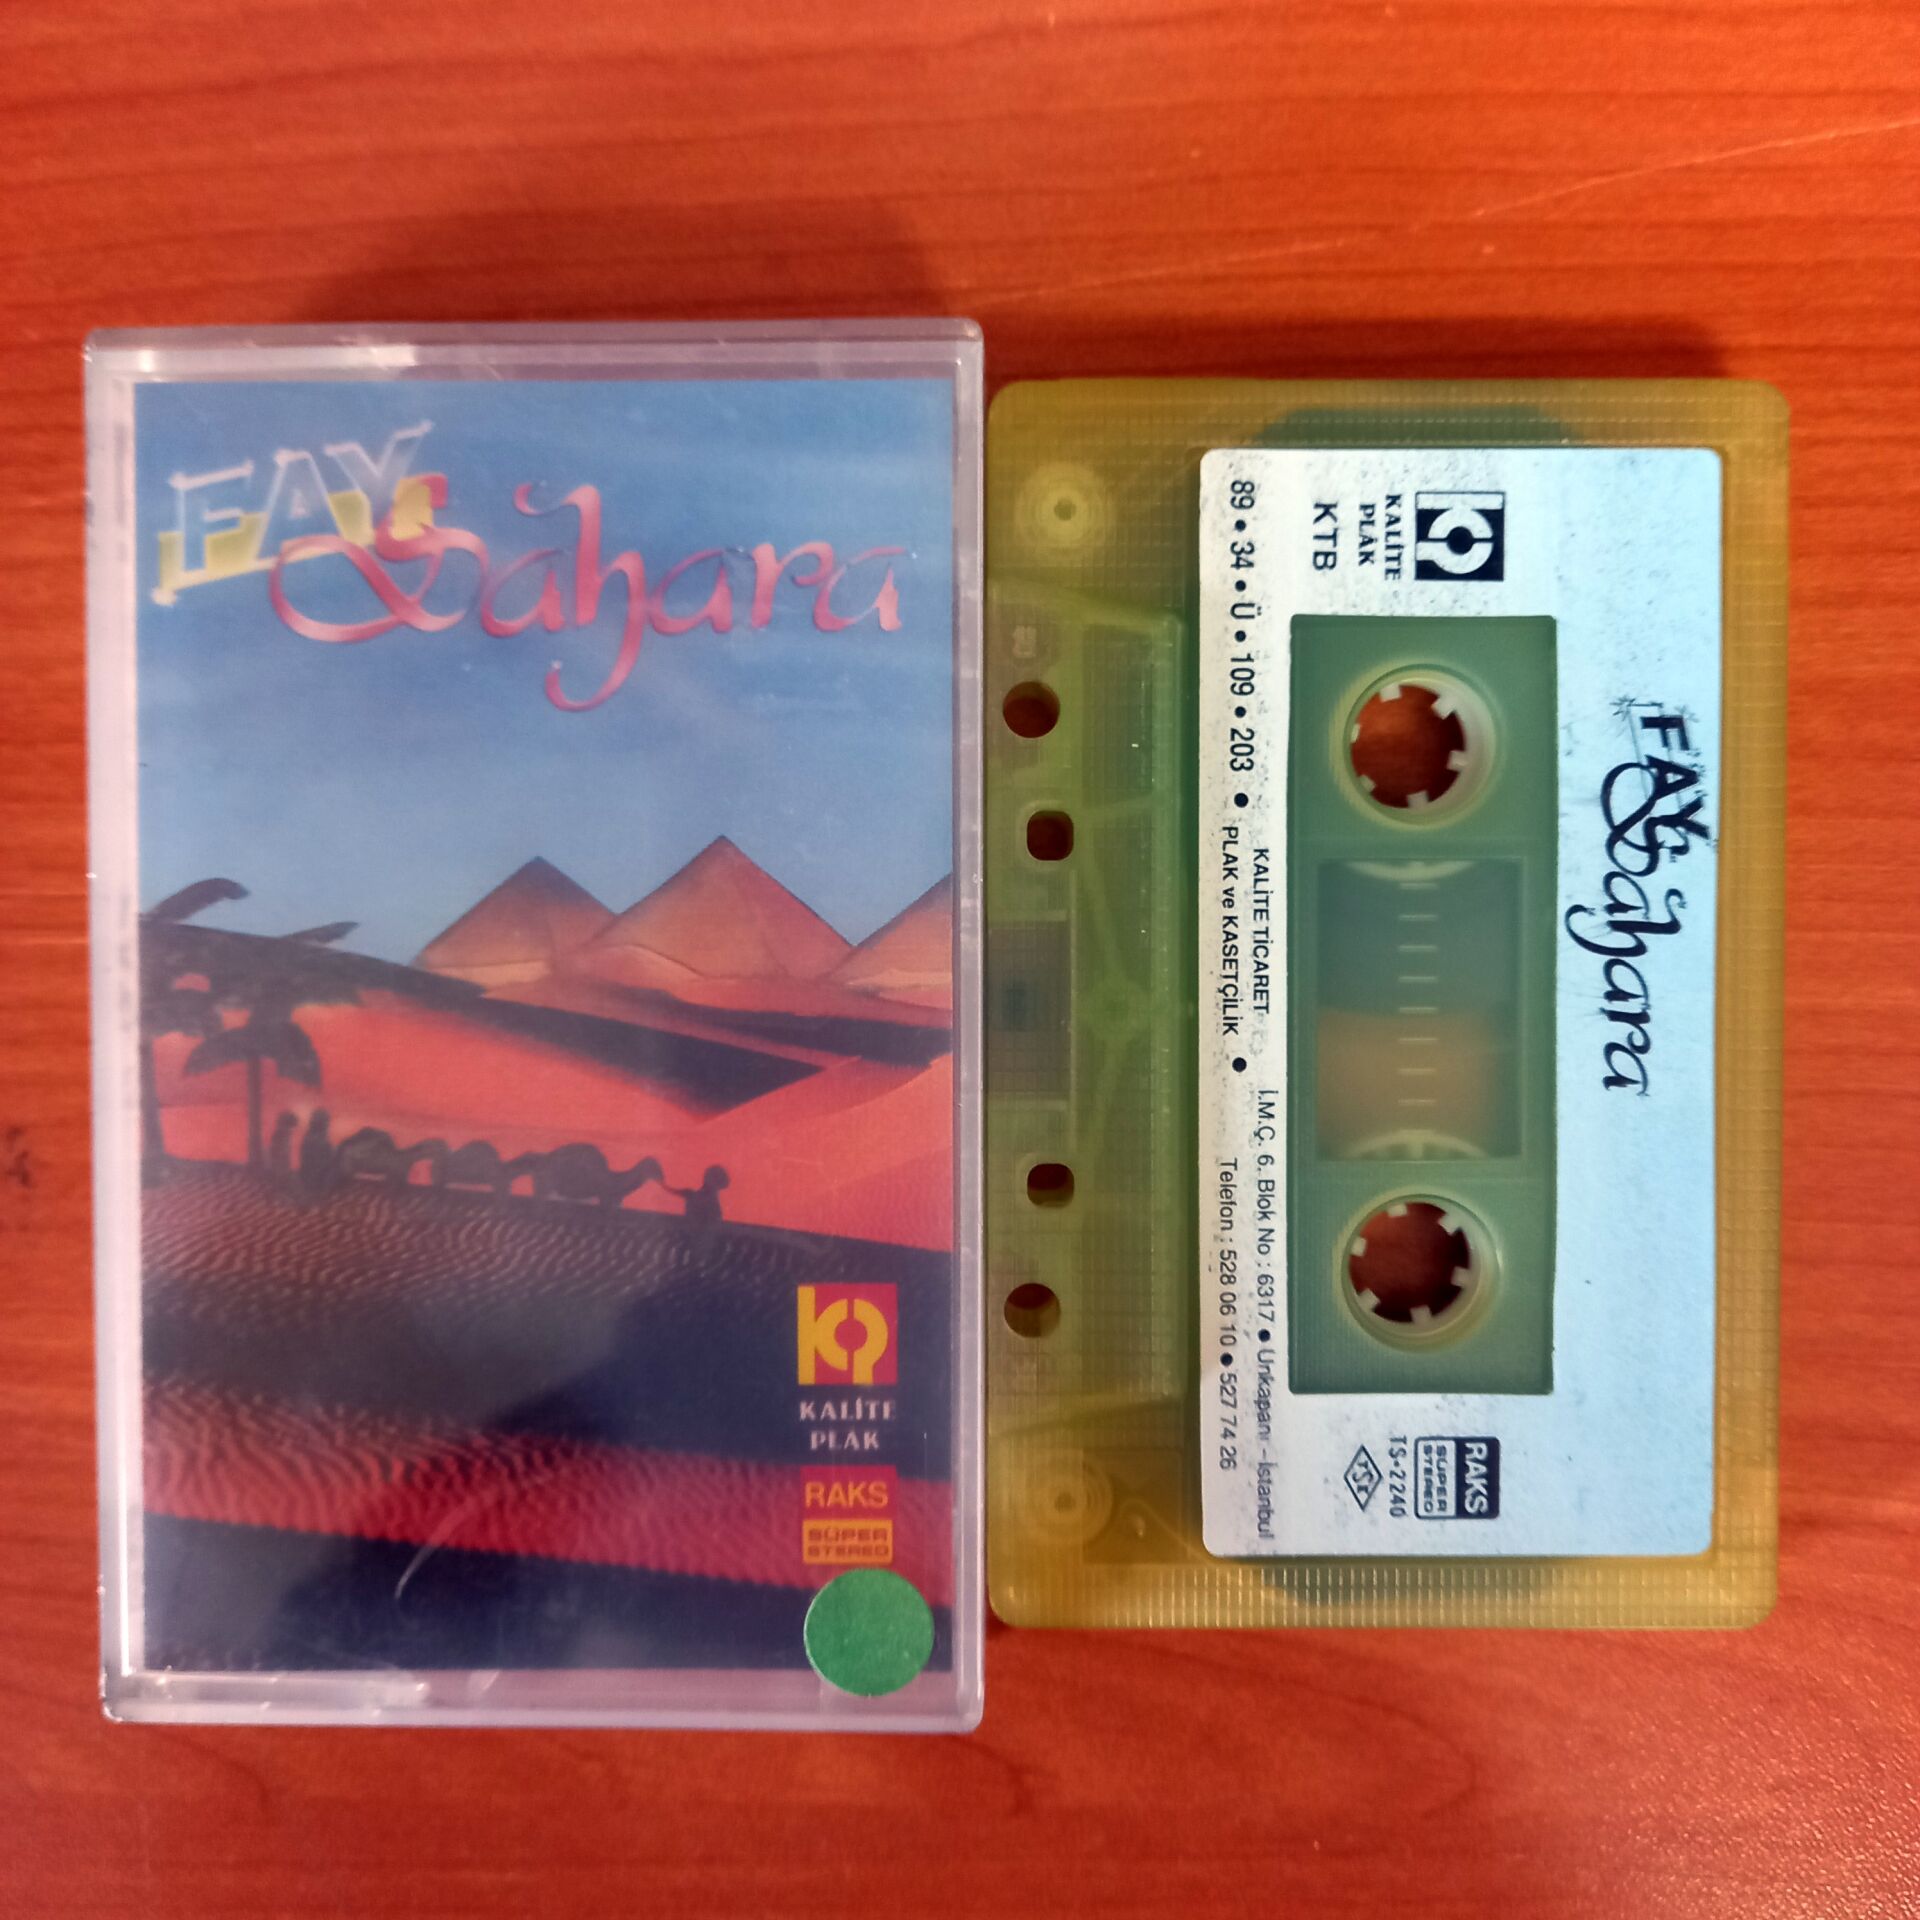 FAY
Sahara
KALİTE
PLAK
RAKS
SÜPER
STEREO
FAY
Sahara
KALİTE
PLÂK
KTB
RAKS
SÜPER
STEREO
TS•2240
TSE
89 • 34 • Ü • 109 • 203 •
KALİTE TİCARET
PLAK ve KASETÇİLİK •
İ.M.Ç. 6. Blok No : 6317 • Unkapanı - İstanbul
Telefon : 528 06 10 • 527 74 26